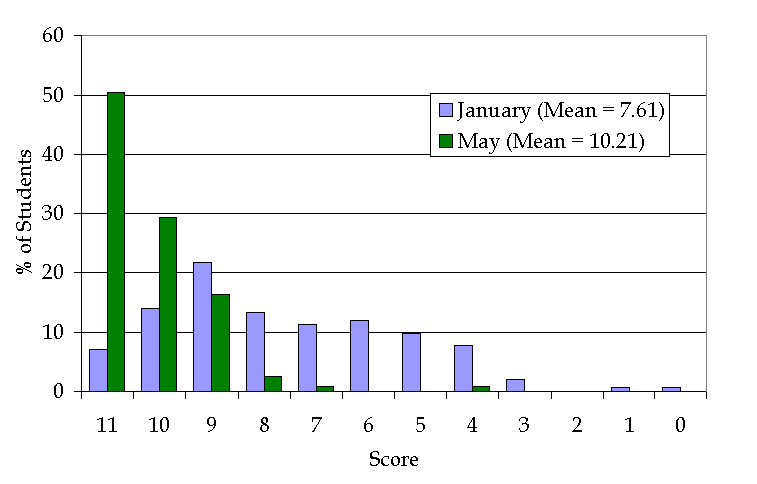 60
50
40
30
20
10
0
% of Students
January (Mean = 7.61)
May (Mean = 10.21)
11 10 9 8 7 6 5 4 3 2 1 0
Score